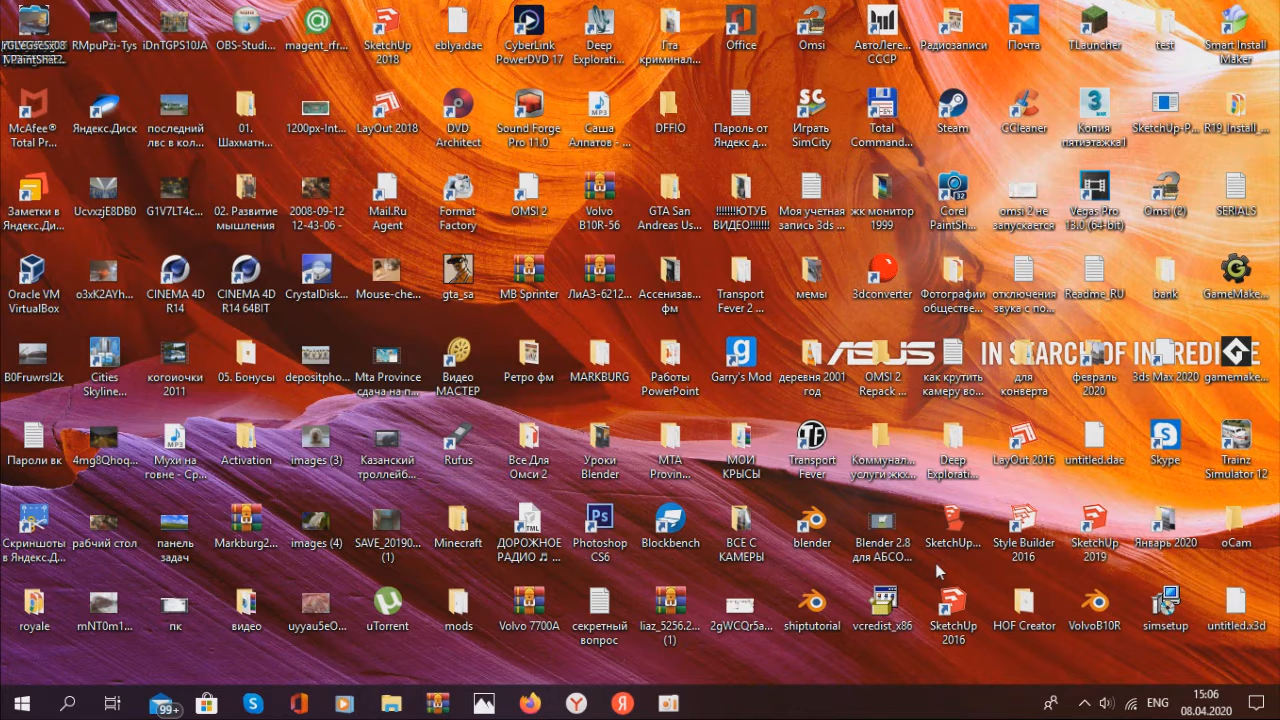 RMpuPzi-Tys
iDnTGPS10JA
OBS-Studi...
magent_rfr...
SketchUp
2018
eblya.dae
CyberLink
PowerDVD 17
Deep
Explorati...
Гта
криминал...
Office
Omsi
АвтоЛеге...
СССР
Радиозаписи
Почта
TLauncher
test
Smart Install
Maker
McAfee®
Total Pr...
Яндекс.Диск
последний
лвс в кол...
01.
Шахматн...
1200px-Int...
LayOut 2018
DVD
Architect
Sound Forge
Pro 11.0
Саша
Алпатов - ...
DFFIO
Пароль от
Яндекс д...
Играть
SimCity
Total
Command...
Steam
CCleaner
Копия
пятиэтажка1
SketchUp-P...
R19_Install_...
Заметки в
Яндекс.Ди...
UcvxzjE8DB0
G1V7LT4c...
02. Развитие
мышления
2008-09-12
12-43-06 -
Mail.Ru
Agent
Format
Factory
OMSI 2
Volvo
B10R-56
GTA San
Andreas Us...
!!!!!!!ЮТУБ
ВИДЕО!!!!!!!
Моя учетная
запись 3ds ...
жк монитор
1999
Corel
PaintSh...
omsi 2 не
запускается
Vegas Pro
13.0 (64-bit)
Omsi (2)
SERIALS
Oracle VM
VirtualBox
o3xK2AYh...
CINEMA 4D
R14
CINEMA 4D
R14 64BIT
CrystalDisk...
Mouse-che...
gta_sa
MB Sprinter
ЛиАЗ-6212...
Ассенизав...
фм
Transport
Fever 2 ...
мемы
3dconverter
Фотографии
обществе...
отключения
звука с по...
Readme_RU
bank
GameMake...
ASUS IN SEARCH OF INCREDIBLE
B0Fruwrsl2k
Cities
Skyline...
когоиочки
2011
05. Бонусы
depositpho...
Mta Province
сдача на п...
Видео
МАСТЕР
Ретро фм
MARKBURG
Работы
PowerPoint
Garry's Mod
деревня 2001
год
OMSI 2
Repack ...
как крутить
камеру во...
для
конверта
февраль
2020
3ds Max 2020
gamemake...
Пароли вк
4mg8Qhoq...
Мухи на
говне - Ср...
Activation
images (3)
Казанский
троллейб...
Rufus
Все Для
Омси 2
Уроки
Blender
МТА
Provin...
МОИ
КРЫСЫ
Transport
Fever
Коммунал...
услуги.жкх...
Deep
Explorati...
LayOut 2016
untitled.dae
Skype
Trainz
Simulator 12
Скриншоты
в Яндекс.Д...
рабчий стол
панель
задач
Markburg2...
images (4)
SAVE_20190...
(1)
Minecraft
ДОРОЖНОЕ
РАДИО ♬ ...
Photoshop
CS6
Blockbench
ВСЕ С
КАМЕРЫ
blender
Blender 2.8
для АБСО...
SketchUp...
Style Builder
2016
SketchUp
2019
Январь 2020
oCam
royale
mNT0m1...
пк
видео
uyyau5eO...
uTorrent
mods
Volvo 7700A
секретный
вопрос
liaz_5256.2...
(1)
2gWCQr5a...
shiptutorial
vcredist_x86
SketchUp
2016
HOF Creator
VolvoB10R
simsetup
untitled.x3d
99+
ENG
15:06
08.04.2020